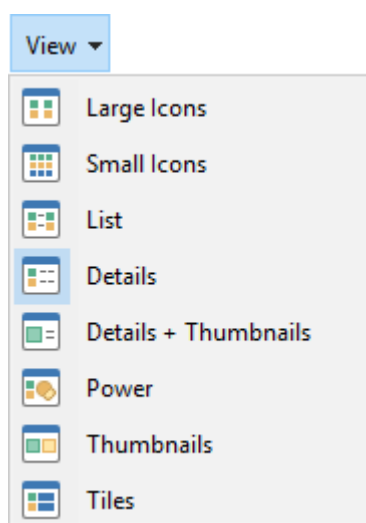 View
Large Icons
Small Icons
List
Details
Details + Thumbnails
Power
Thumbnails
Tiles